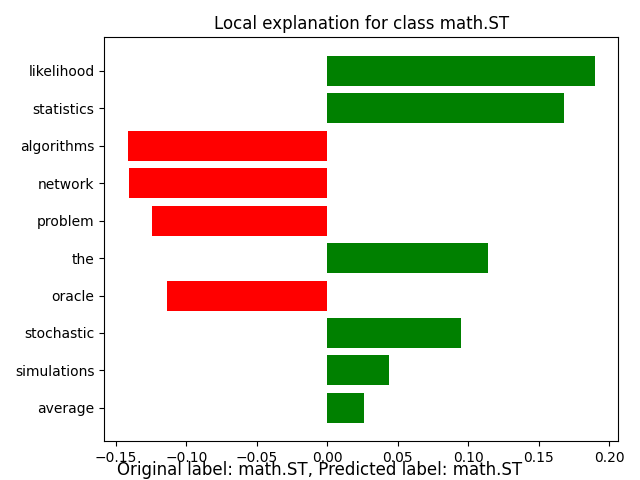 Local explanation for class math.ST
likelihood
statistics
algorithms
network
problem
the
oracle
stochastic
simulations
average
−0.15 −0.10 −0.05 0.00 0.05 0.10 0.15 0.20
Original label: math.ST, Predicted label: math.ST